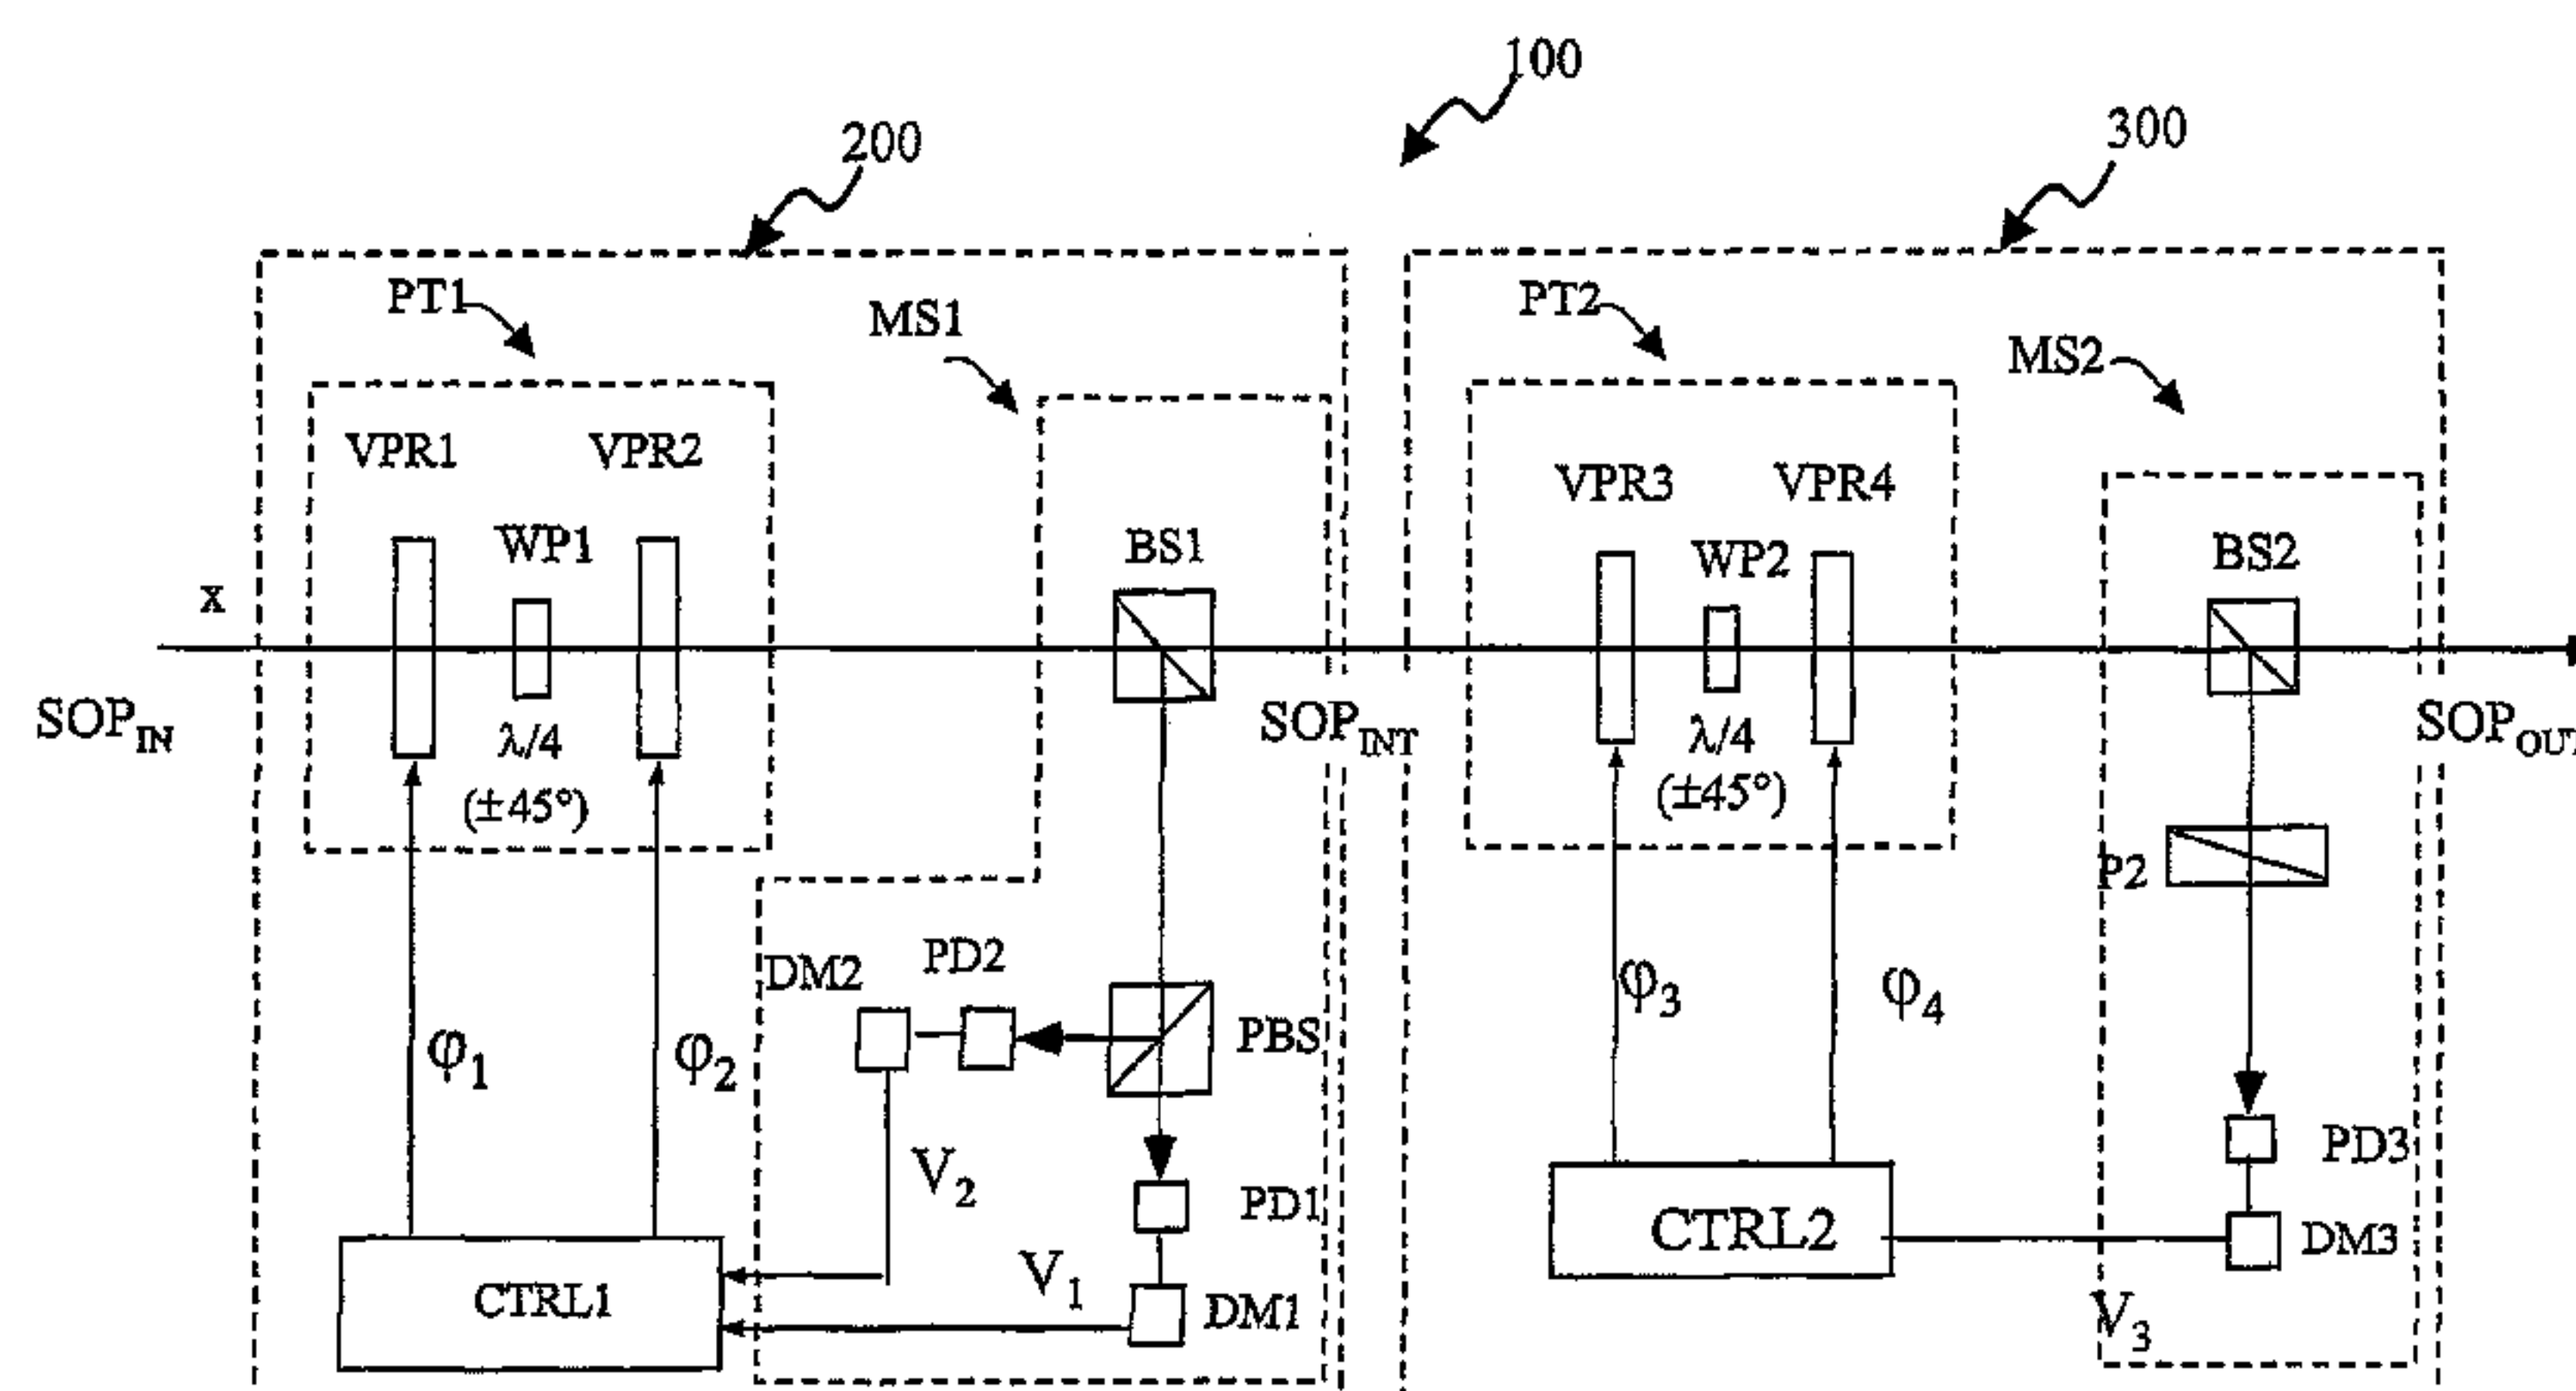 100
200
300
PT1
MS1
PT2
MS2
VPR1
VPR2
WP1
λ/4
(±45°)
BS1
VPR3
VPR4
WP2
λ/4
(±45°)
BS2
x
SOP_IN
SOP_INT
SOP_OUT
P2
DM2
PD2
PBS
φ1
φ2
φ3
φ4
V2
PD1
V1
DM1
CTRL1
CTRL2
PD3
DM3
V3